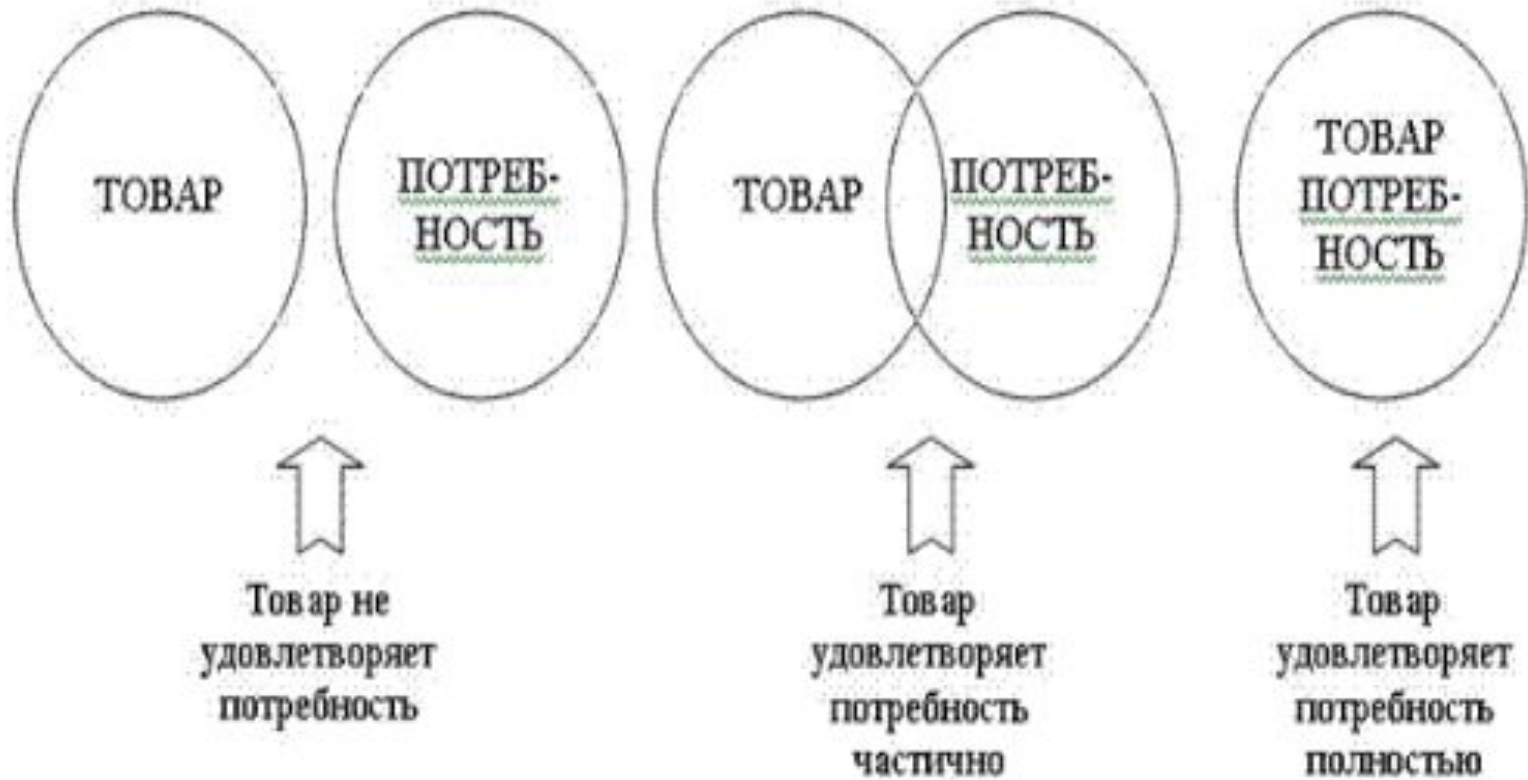 ТОВАР
ПОТРЕБ-
НОСТЬ
ТОВАР
ПОТРЕБ-
НОСТЬ
ТОВАР
ПОТРЕБ-
НОСТЬ
Товар не
удовлетворяет
потребность
Товар
удовлетворяет
потребность
частично
Товар
удовлетворяет
потребность
полностью